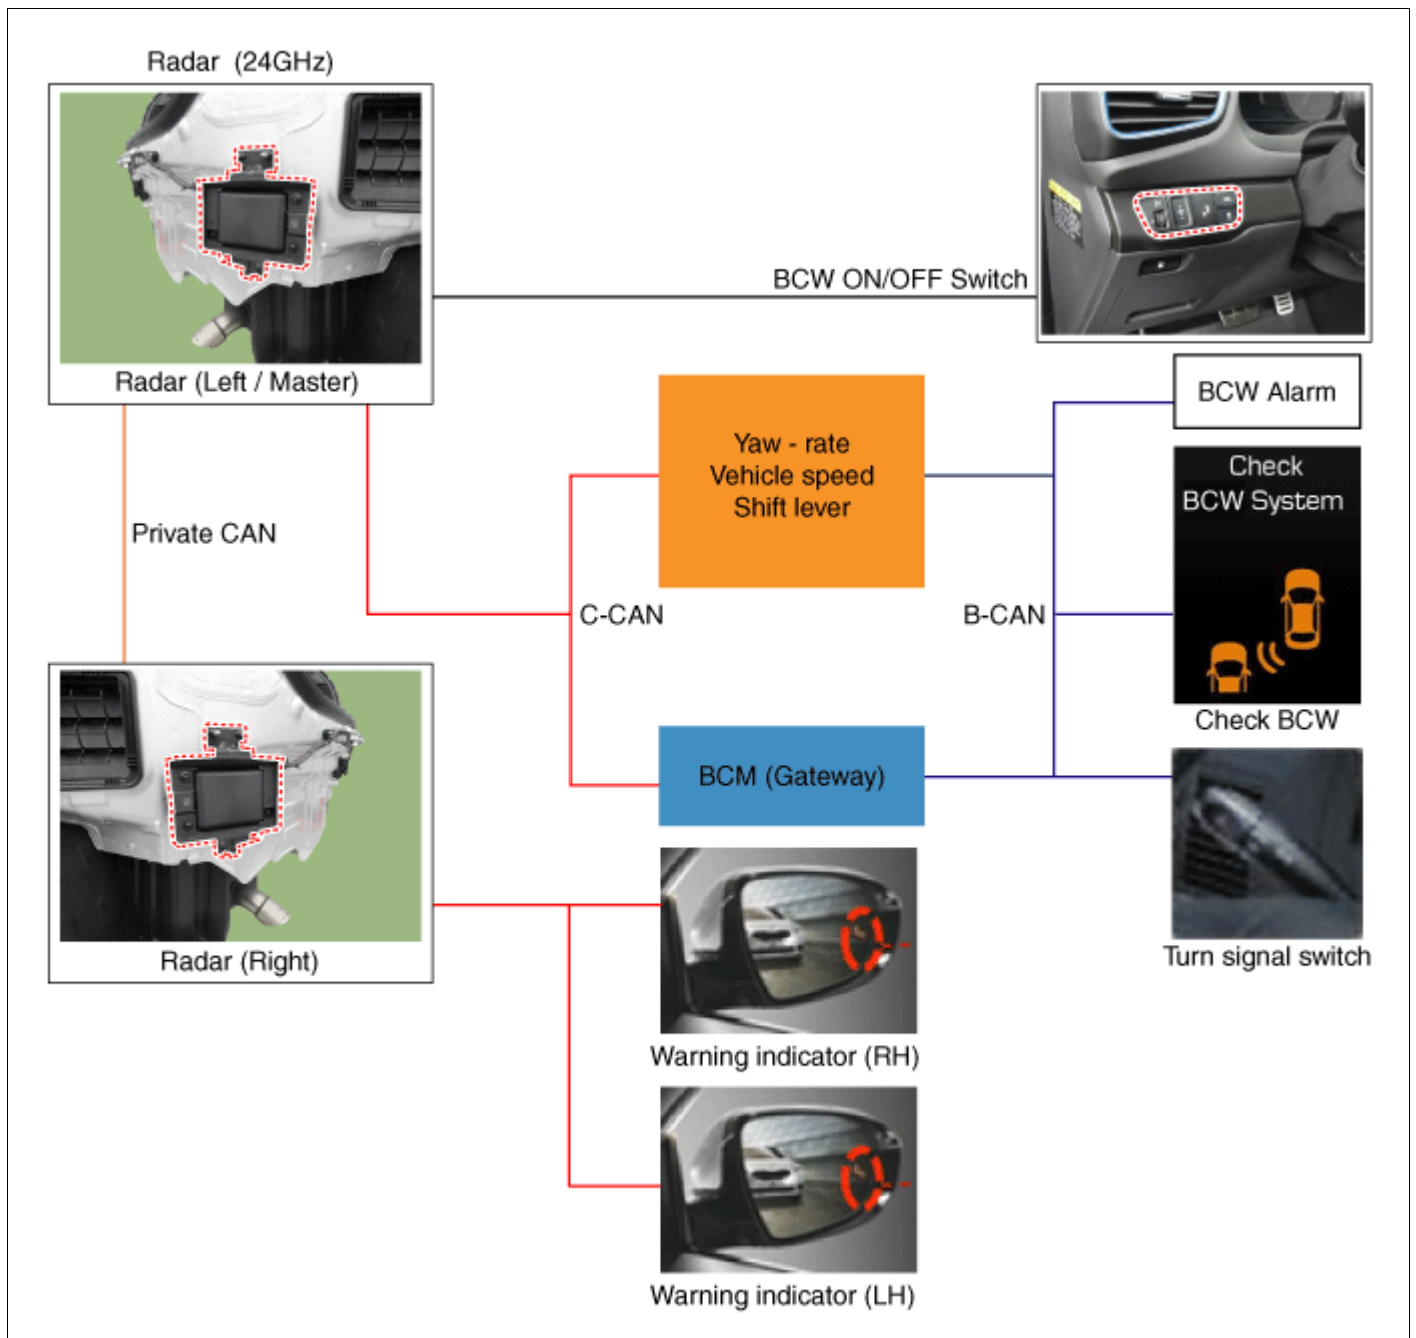 Radar (24GHz)
Radar (Left / Master)
BCW ON/OFF Switch
BCW Alarm
Yaw - rate
Vehicle speed
Shift lever
Check
BCW System
Private CAN
C-CAN
B-CAN
Check BCW
BCM (Gateway)
Radar (Right)
Turn signal switch
Warning indicator (RH)
Warning indicator (LH)